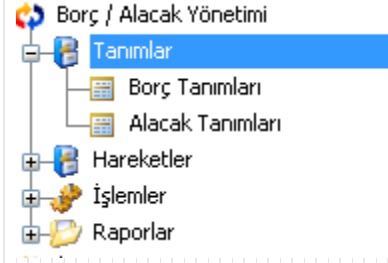 Borç / Alacak Yönetimi
Tanımlar
Borç Tanımları
Alacak Tanımları
Hareketler
İşlemler
Raporlar